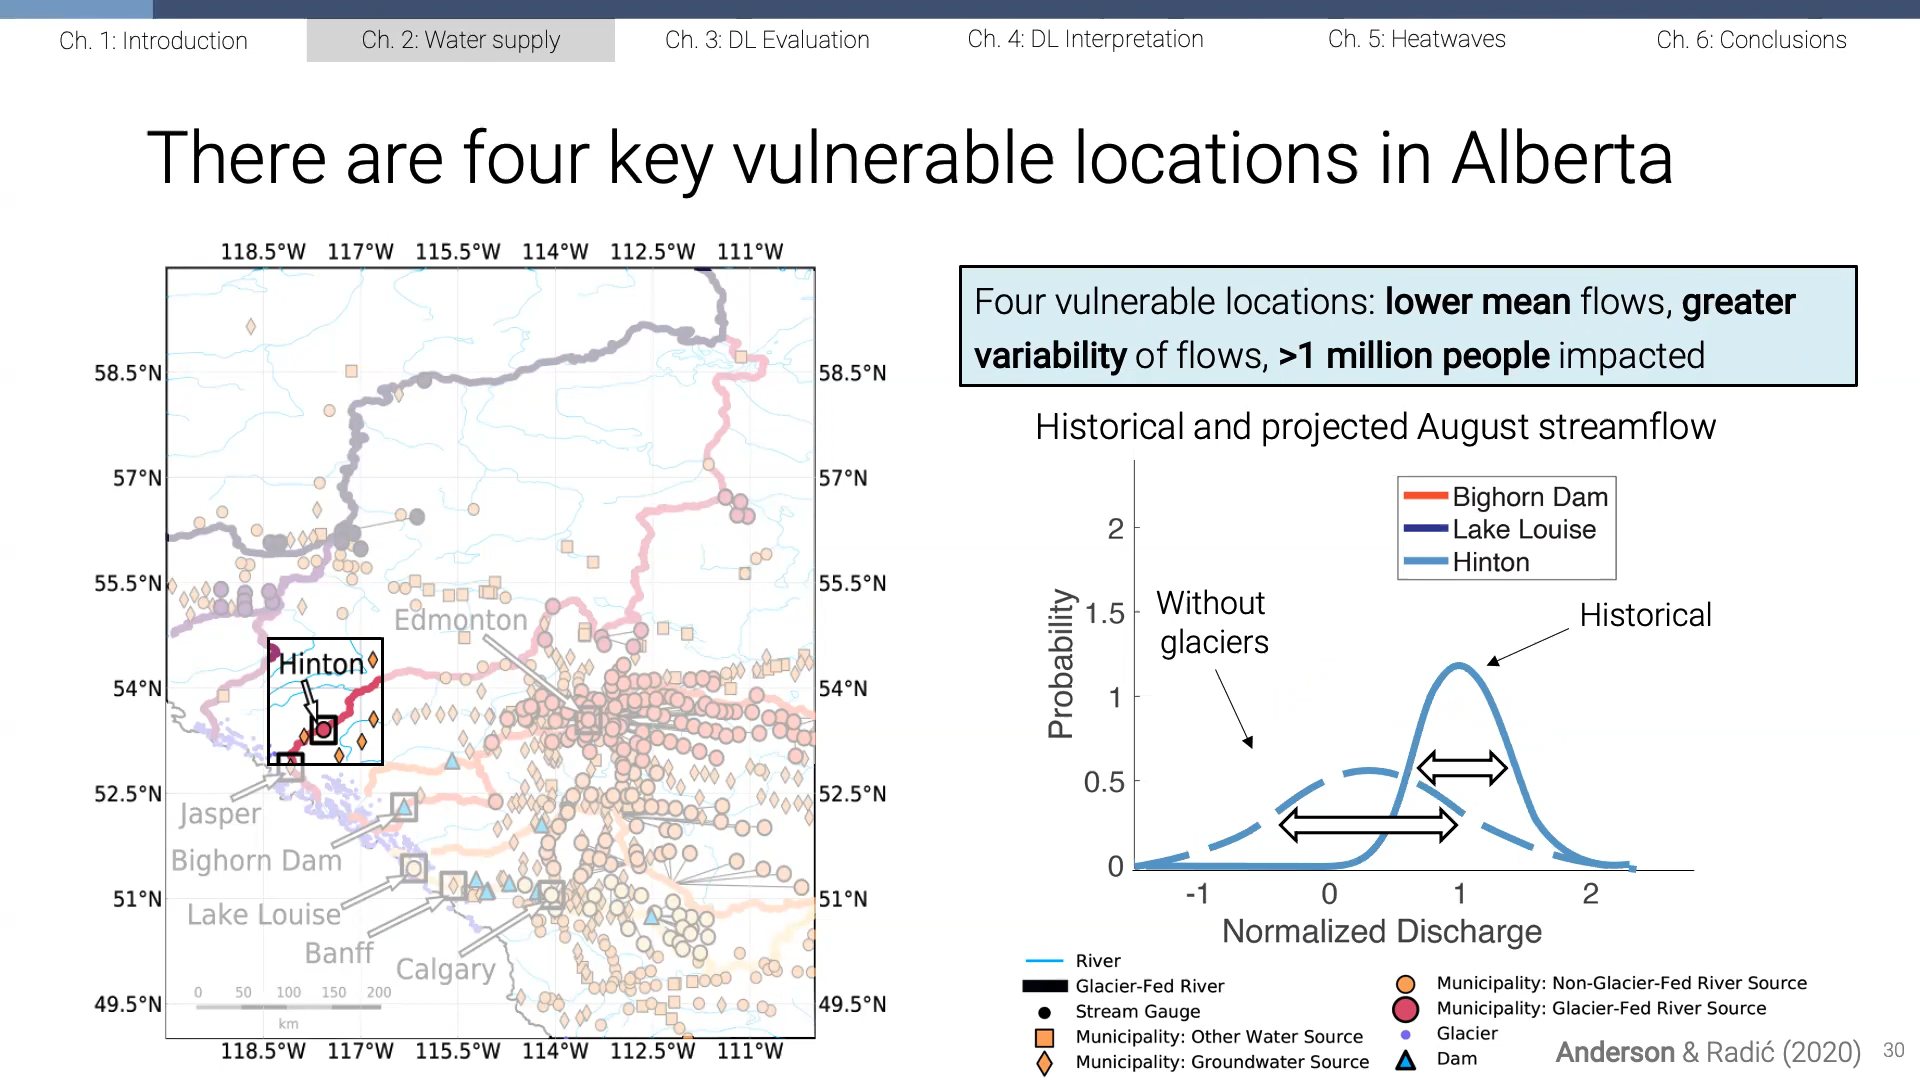 Ch. 1: Introduction
Ch. 2: Water supply
Ch. 3: DL Evaluation
Ch. 4: DL Interpretation
Ch. 5: Heatwaves
Ch. 6: Conclusions
There are four key vulnerable locations in Alberta
118.5°W 117°W 115.5°W 114°W 112.5°W 111°W
58.5°N
57°N
55.5°N
54°N
52.5°N
51°N
49.5°N
58.5°N
57°N
55.5°N
54°N
52.5°N
51°N
49.5°N
Edmonton
Hinton
Jasper
Bighorn Dam
Lake Louise
Banff
Calgary
0 50 100 150 200
km
118.5°W 117°W 115.5°W 114°W 112.5°W 111°W
Four vulnerable locations: lower mean flows, greater
variability of flows, >1 million people impacted
Historical and projected August streamflow
Bighorn Dam
Lake Louise
Hinton
Without
glaciers
Historical
Probability
2
1.5
1
0.5
0
-1 0 1 2
Normalized Discharge
River
Glacier-Fed River
Stream Gauge
Municipality: Other Water Source
Municipality: Groundwater Source
Municipality: Non-Glacier-Fed River Source
Municipality: Glacier-Fed River Source
Glacier
Dam
Anderson & Radić (2020)
30